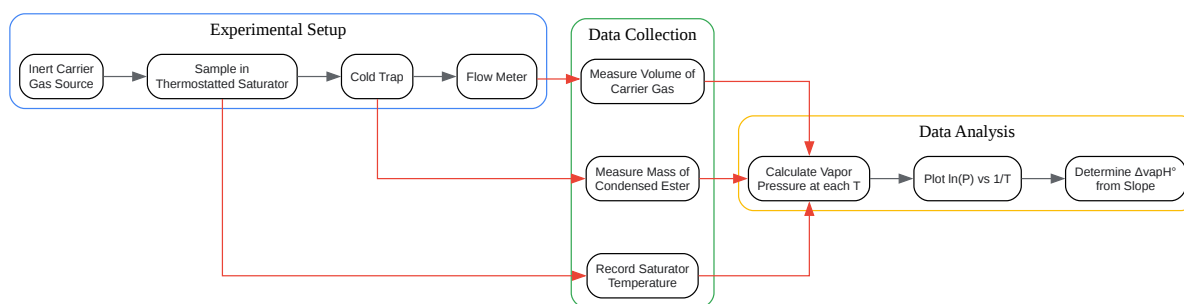 Experimental Setup
Inert Carrier
Gas Source
Sample in
Thermostatted Saturator
Cold Trap
Flow Meter
Data Collection
Measure Volume of
Carrier Gas
Measure Mass of
Condensed Ester
Record Saturator
Temperature
Data Analysis
Calculate Vapor
Pressure at each T
Plot ln(P) vs 1/T
Determine ΔvapH°
from Slope